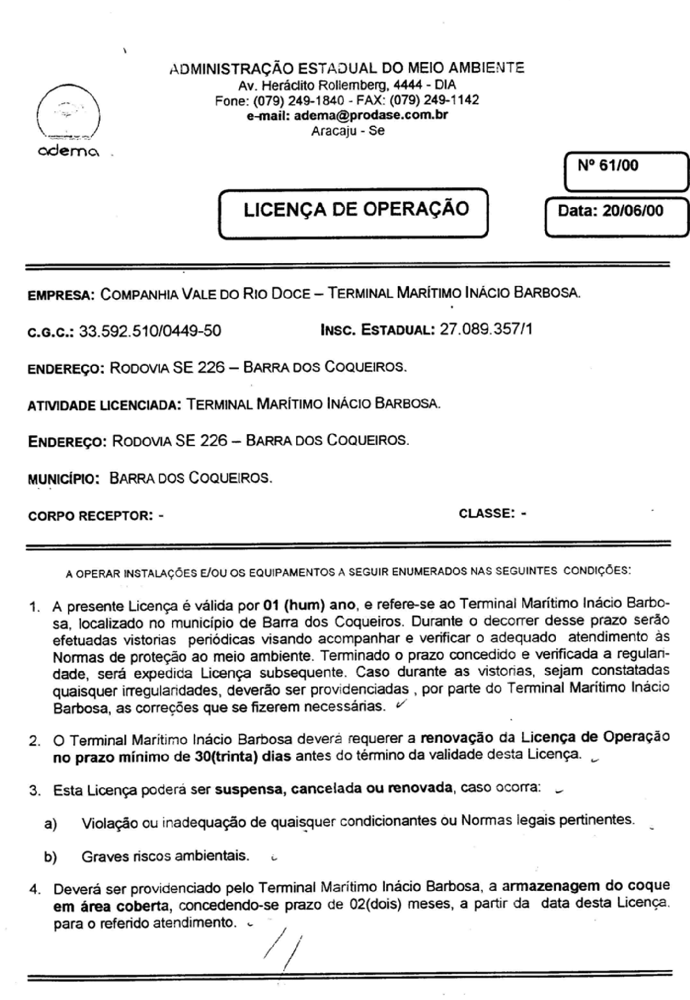 ADMINISTRAÇÃO ESTADUAL DO MEIO AMBIENTE
Av. Heráclito Rollemberg, 4444 - DIA
Fone: (079) 249-1840 - FAX: (079) 249-1142
e-mail: adema@prodase.com.br
Aracaju - Se
adema
Nº 61/00
LICENÇA DE OPERAÇÃO
Data: 20/06/00
EMPRESA: COMPANHIA VALE DO RIO DOCE – TERMINAL MARÍTIMO INÁCIO BARBOSA.
C.G.C.: 33.592.510/0449-50 INSC. ESTADUAL: 27.089.357/1
ENDEREÇO: RODOVIA SE 226 – BARRA DOS COQUEIROS.
ATIVIDADE LICENCIADA: TERMINAL MARÍTIMO INÁCIO BARBOSA.
ENDEREÇO: RODOVIA SE 226 – BARRA DOS COQUEIROS.
MUNICÍPIO: BARRA DOS COQUEIROS.
CORPO RECEPTOR: - CLASSE: -
A OPERAR INSTALAÇÕES E/OU OS EQUIPAMENTOS A SEGUIR ENUMERADOS NAS SEGUINTES CONDIÇÕES:
1. A presente Licença é válida por 01 (hum) ano, e refere-se ao Terminal Marítimo Inácio Barbo-
sa, localizado no município de Barra dos Coqueiros. Durante o decorrer desse prazo serão
efetuadas vistorias periódicas visando acompanhar e verificar o adequado atendimento às
Normas de proteção ao meio ambiente. Terminado o prazo concedido e verificada a regulari-
dade, será expedida Licença subsequente. Caso durante as vistorias, sejam constatadas
quaisquer irregularidades, deverão ser providenciadas , por parte do Terminal Marítimo Inácio
Barbosa, as correções que se fizerem necessárias.
2. O Terminal Marítimo Inácio Barbosa deverá requerer a renovação da Licença de Operação
no prazo mínimo de 30(trinta) dias antes do término da validade desta Licença.
3. Esta Licença poderá ser suspensa, cancelada ou renovada, caso ocorra:
a) Violação ou inadequação de quaisquer condicionantes ou Normas legais pertinentes.
b) Graves riscos ambientais.
4. Deverá ser providenciado pelo Terminal Marítimo Inácio Barbosa, a armazenagem do coque
em área coberta, concedendo-se prazo de 02(dois) meses, a partir da data desta Licença.
para o referido atendimento.